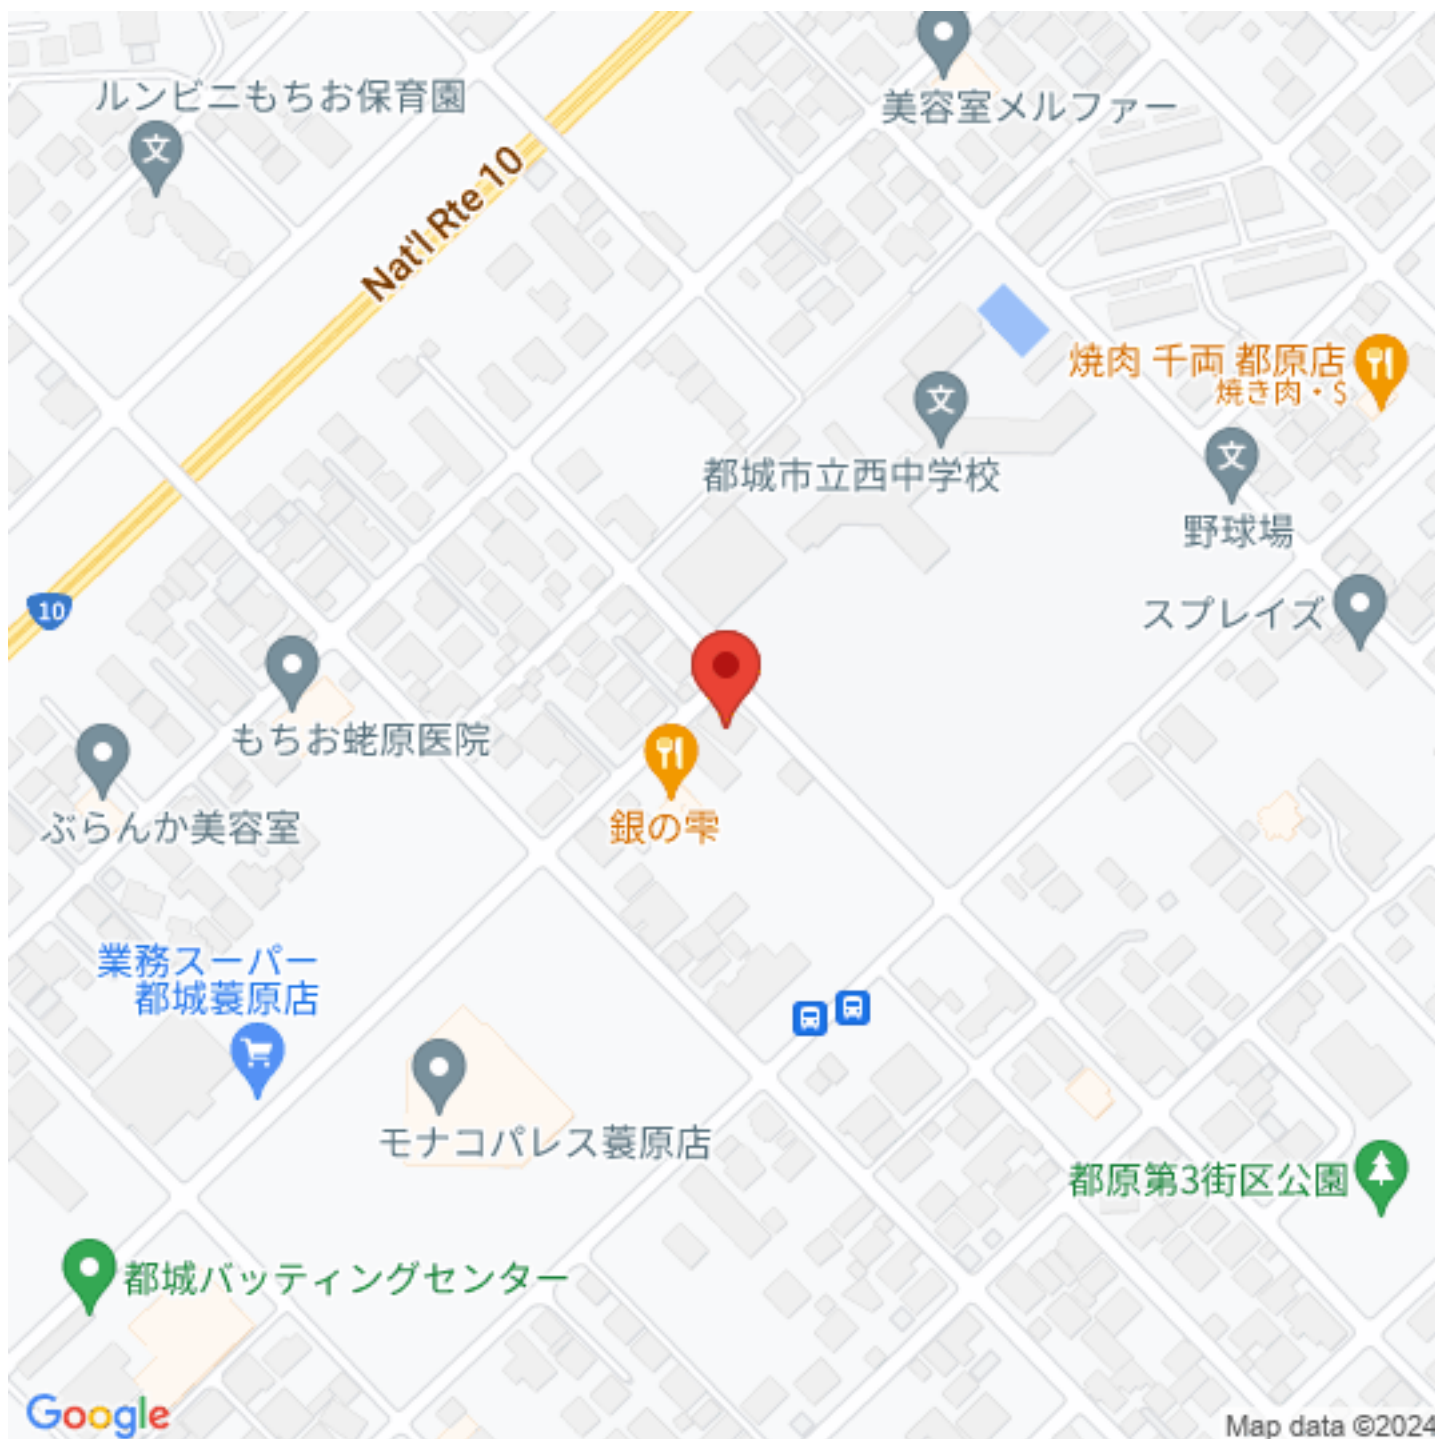 ルンビニもちお保育園
文
美容室メルファー
Nat'l Rte 10
焼肉 千両 都原店
焼き肉・$
文
都城市立西中学校
文
野球場
10
スプレイズ
もちお蛯原医院
ぶらんか美容室
銀の雫
業務スーパー
都城蓑原店
モナコパレス蓑原店
都原第3街区公園
都城バッティングセンター
Google
Map data ©2024